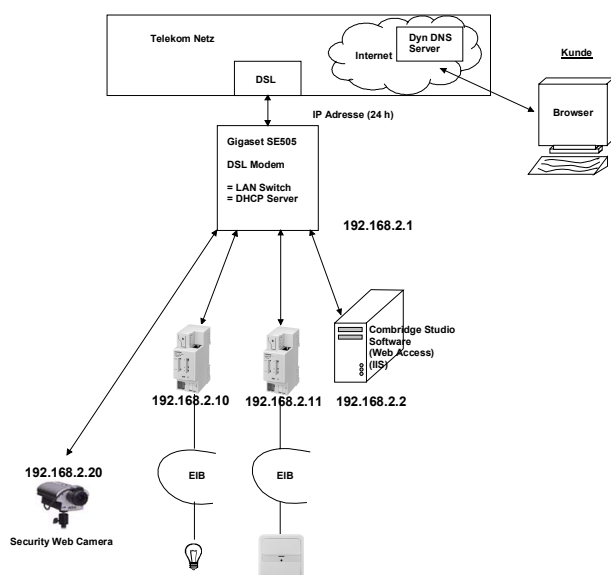 Telekom Netz
Internet
Dyn DNS
Server
DSL
Kunde
Browser
IP Adresse (24 h)
Gigaset SE505
DSL Modem
= LAN Switch
= DHCP Server
192.168.2.1
Combridge Studio
Software
(Web Access)
(IIS)
192.168.2.10
192.168.2.11
192.168.2.2
192.168.2.20
EIB
EIB
Security Web Camera